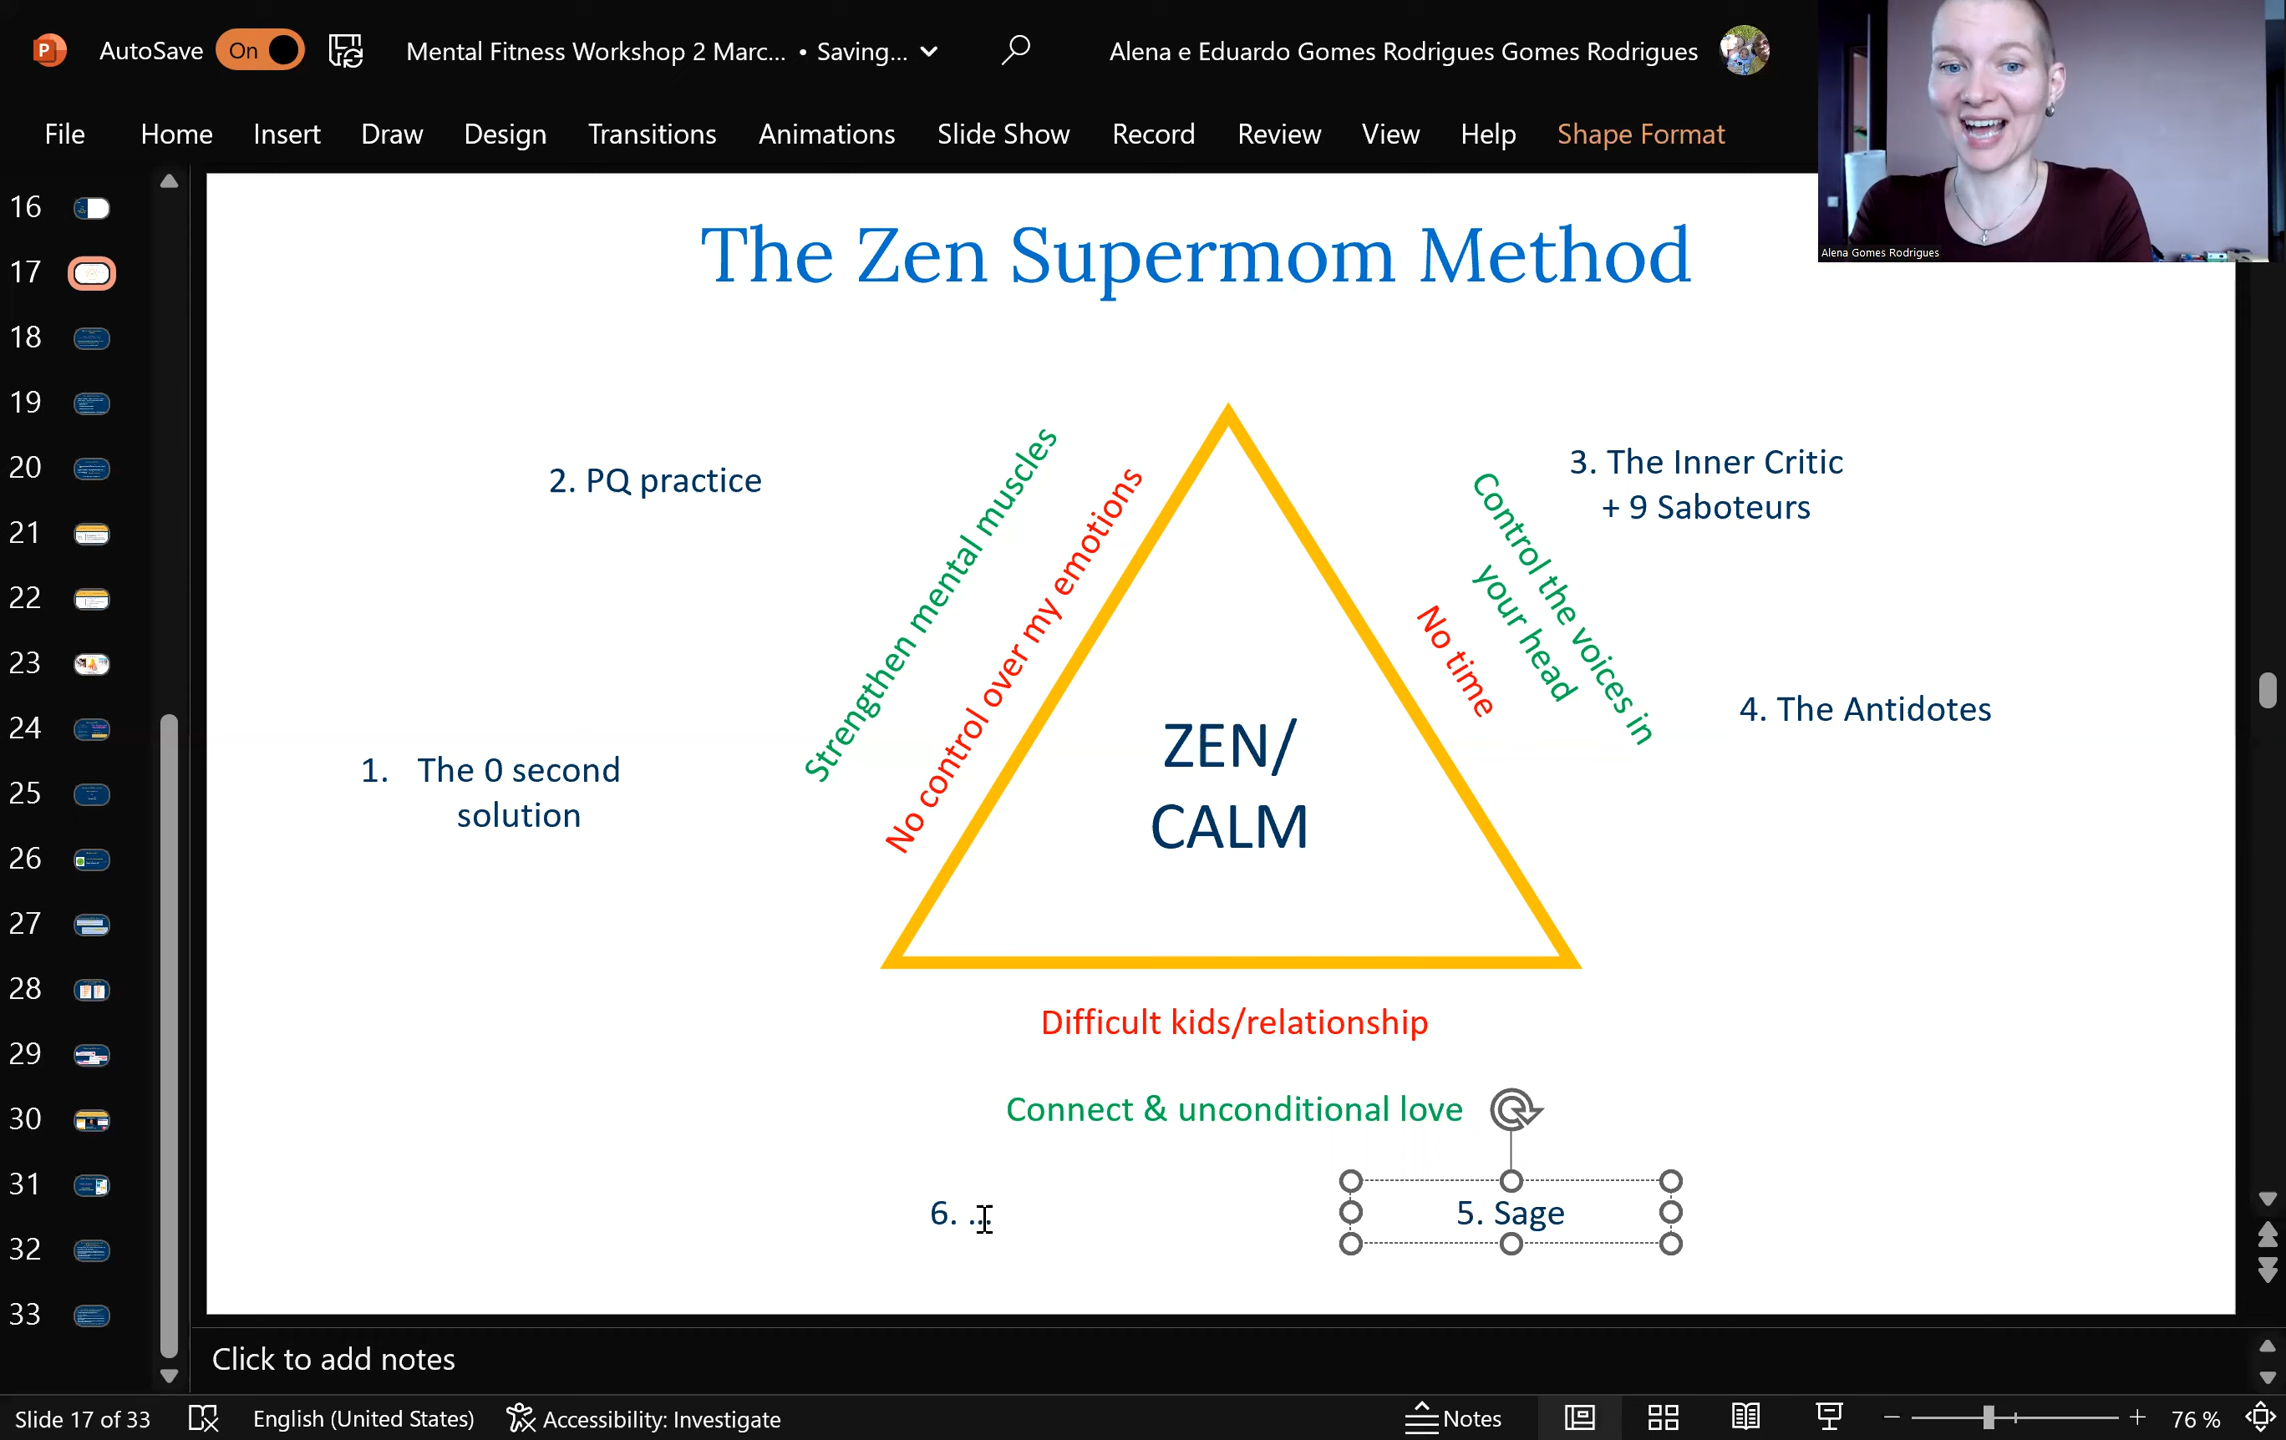 AutoSave On Mental Fitness Workshop 2 Marc... • Saving... Alena e Eduardo Gomes Rodrigues Gomes Rodrigues
File Home Insert Draw Design Transitions Animations Slide Show Record Review View Help Shape Format
Alena Gomes Rodrigues
16
17
18
19
20
21
22
23
24
25
26
27
28
29
30
31
32
33
The Zen Supermom Method
2. PQ practice
1. The 0 second
solution
Strengthen mental muscles
No control over my emotions
ZEN/
CALM
No time
Control the voices in
your head
3. The Inner Critic
+ 9 Saboteurs
4. The Antidotes
Difficult kids/relationship
Connect & unconditional love
6. ...
5. Sage
Click to add notes
Slide 17 of 33 English (United States) Accessibility: Investigate Notes 76 %